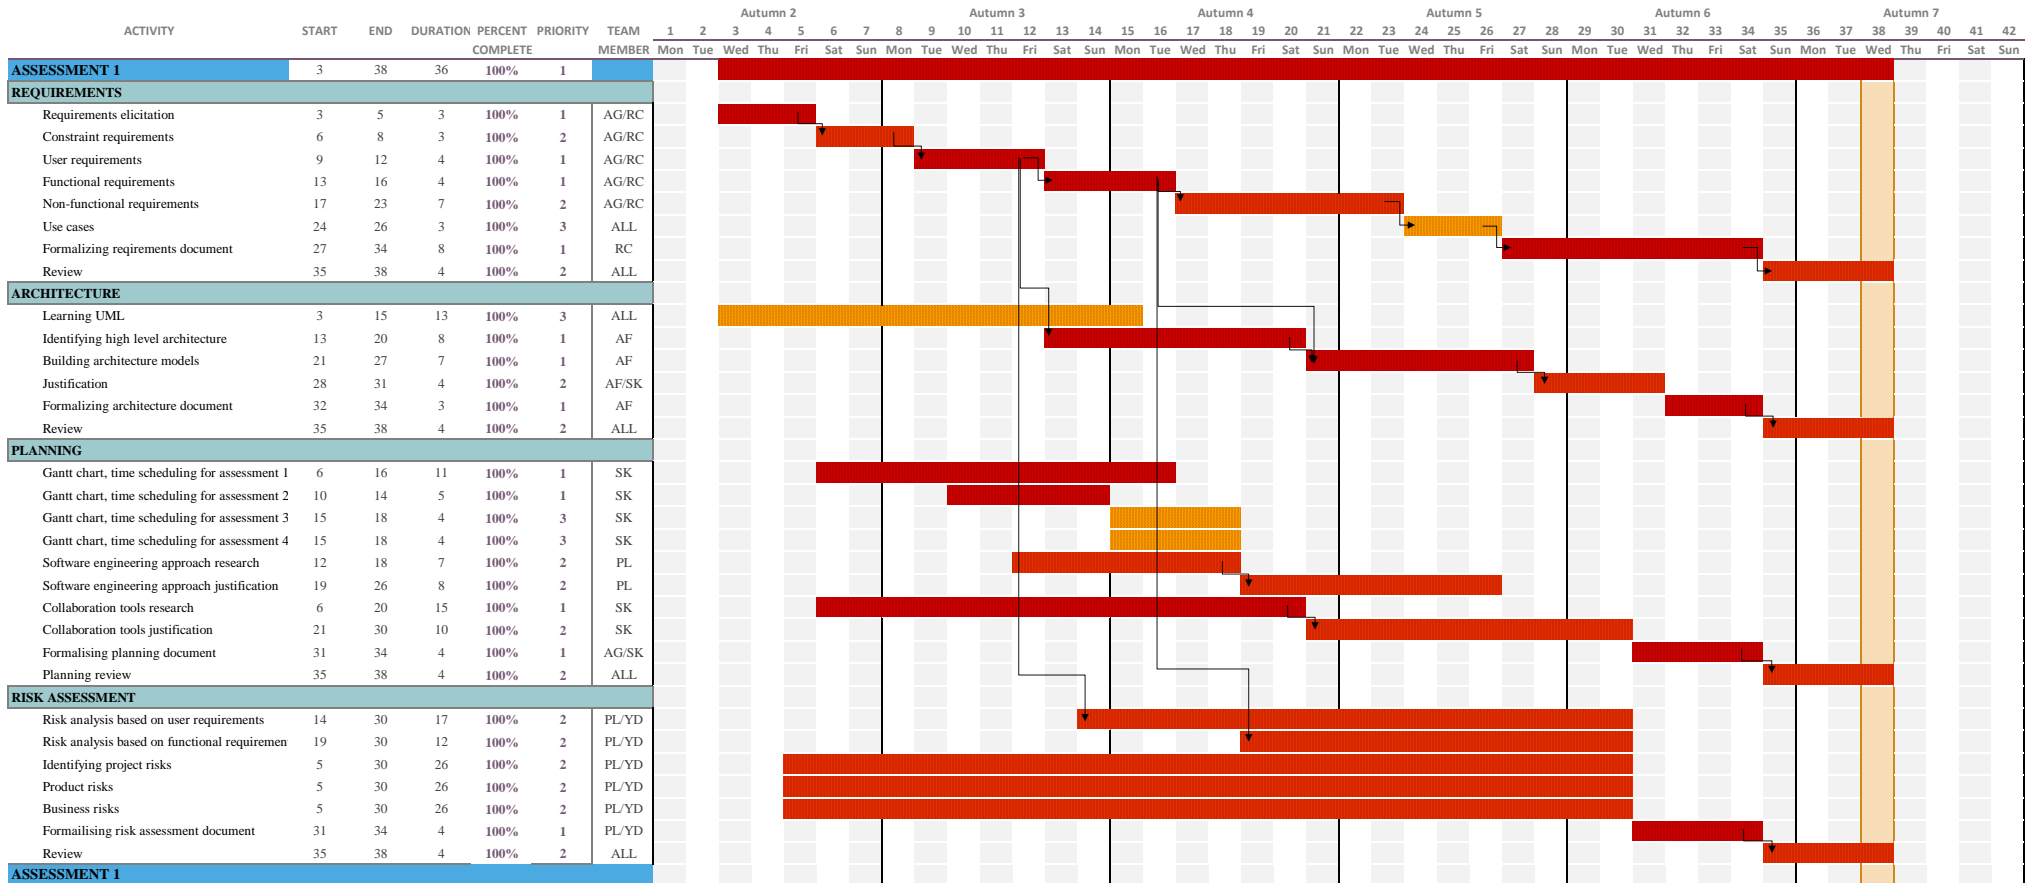 Autumn 2 Autumn 3 Autumn 4 Autumn 5 Autumn 6 Autumn 7
ACTIVITY START END DURATION PERCENT PRIORITY TEAM 1 2 3 4 5 6 7 8 9 10 11 12 13 14 15 16 17 18 19 20 21 22 23 24 25 26 27 28 29 30 31 32 33 34 35 36 37 38 39 40 41 42
COMPLETE MEMBER Mon Tue Wed Thu Fri Sat Sun Mon Tue Wed Thu Fri Sat Sun Mon Tue Wed Thu Fri Sat Sun Mon Tue Wed Thu Fri Sat Sun Mon Tue Wed Thu Fri Sat Sun Mon Tue Wed Thu Fri Sat Sun
ASSESSMENT 1 3 38 36 100% 1
REQUIREMENTS
Requirements elicitation 3 5 3 100% 1 AG/RC
Constraint requirements 6 8 3 100% 2 AG/RC
User requirements 9 12 4 100% 1 AG/RC
Functional requirements 13 16 4 100% 1 AG/RC
Non-functional requirements 17 23 7 100% 2 AG/RC
Use cases 24 26 3 100% 3 ALL
Formalizing reqirements document 27 34 8 100% 1 RC
Review 35 38 4 100% 2 ALL
ARCHITECTURE
Learning UML 3 15 13 100% 3 ALL
Identifying high level architecture 13 20 8 100% 1 AF
Building architecture models 21 27 7 100% 1 AF
Justification 28 31 4 100% 2 AF/SK
Formalizing architecture document 32 34 3 100% 1 AF
Review 35 38 4 100% 2 ALL
PLANNING
Gantt chart, time scheduling for assessment 1 6 16 11 100% 1 SK
Gantt chart, time scheduling for assessment 2 10 14 5 100% 1 SK
Gantt chart, time scheduling for assessment 3 15 18 4 100% 3 SK
Gantt chart, time scheduling for assessment 4 15 18 4 100% 3 SK
Software engineering approach research 12 18 7 100% 2 PL
Software engineering approach justification 19 26 8 100% 2 PL
Collaboration tools research 6 20 15 100% 1 SK
Collaboration tools justification 21 30 10 100% 2 SK
Formalising planning document 31 34 4 100% 1 AG/SK
Planning review 35 38 4 100% 2 ALL
RISK ASSESSMENT
Risk analysis based on user requirements 14 30 17 100% 2 PL/YD
Risk analysis based on functional requiremen 19 30 12 100% 2 PL/YD
Identifying project risks 5 30 26 100% 2 PL/YD
Product risks 5 30 26 100% 2 PL/YD
Business risks 5 30 26 100% 2 PL/YD
Formailising risk assessment document 31 34 4 100% 1 PL/YD
Review 35 38 4 100% 2 ALL
ASSESSMENT 1